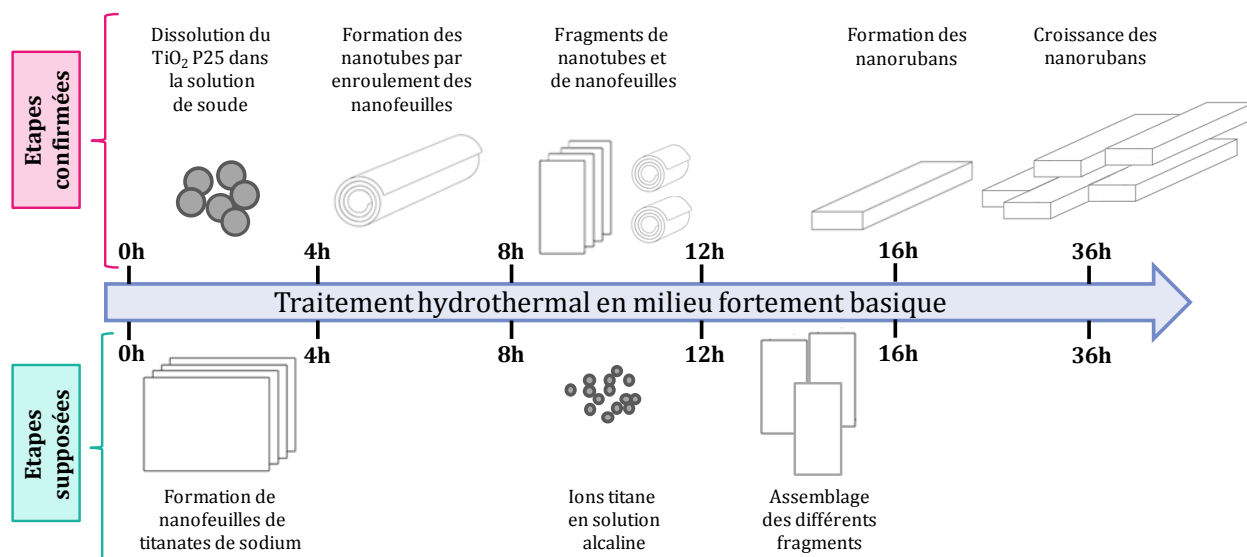 Etapes
confirmées
Dissolution du
TiO₂ P25 dans
la solution
de soude
Formation des
nanotubes par
enroulement des
nanofeuilles
Fragments de
nanotubes et
de nanofeuilles
Formation des
nanorubans
Croissance des
nanorubans
0h 4h 8h 12h 16h 36h
Traitement hydrothermal en milieu fortement basique
0h 4h 8h 12h 16h 36h
Etapes
supposées
Formation de
nanofeuilles de
titanates de sodium
Ions titane
en solution
alcaline
Assemblage
des différents
fragments